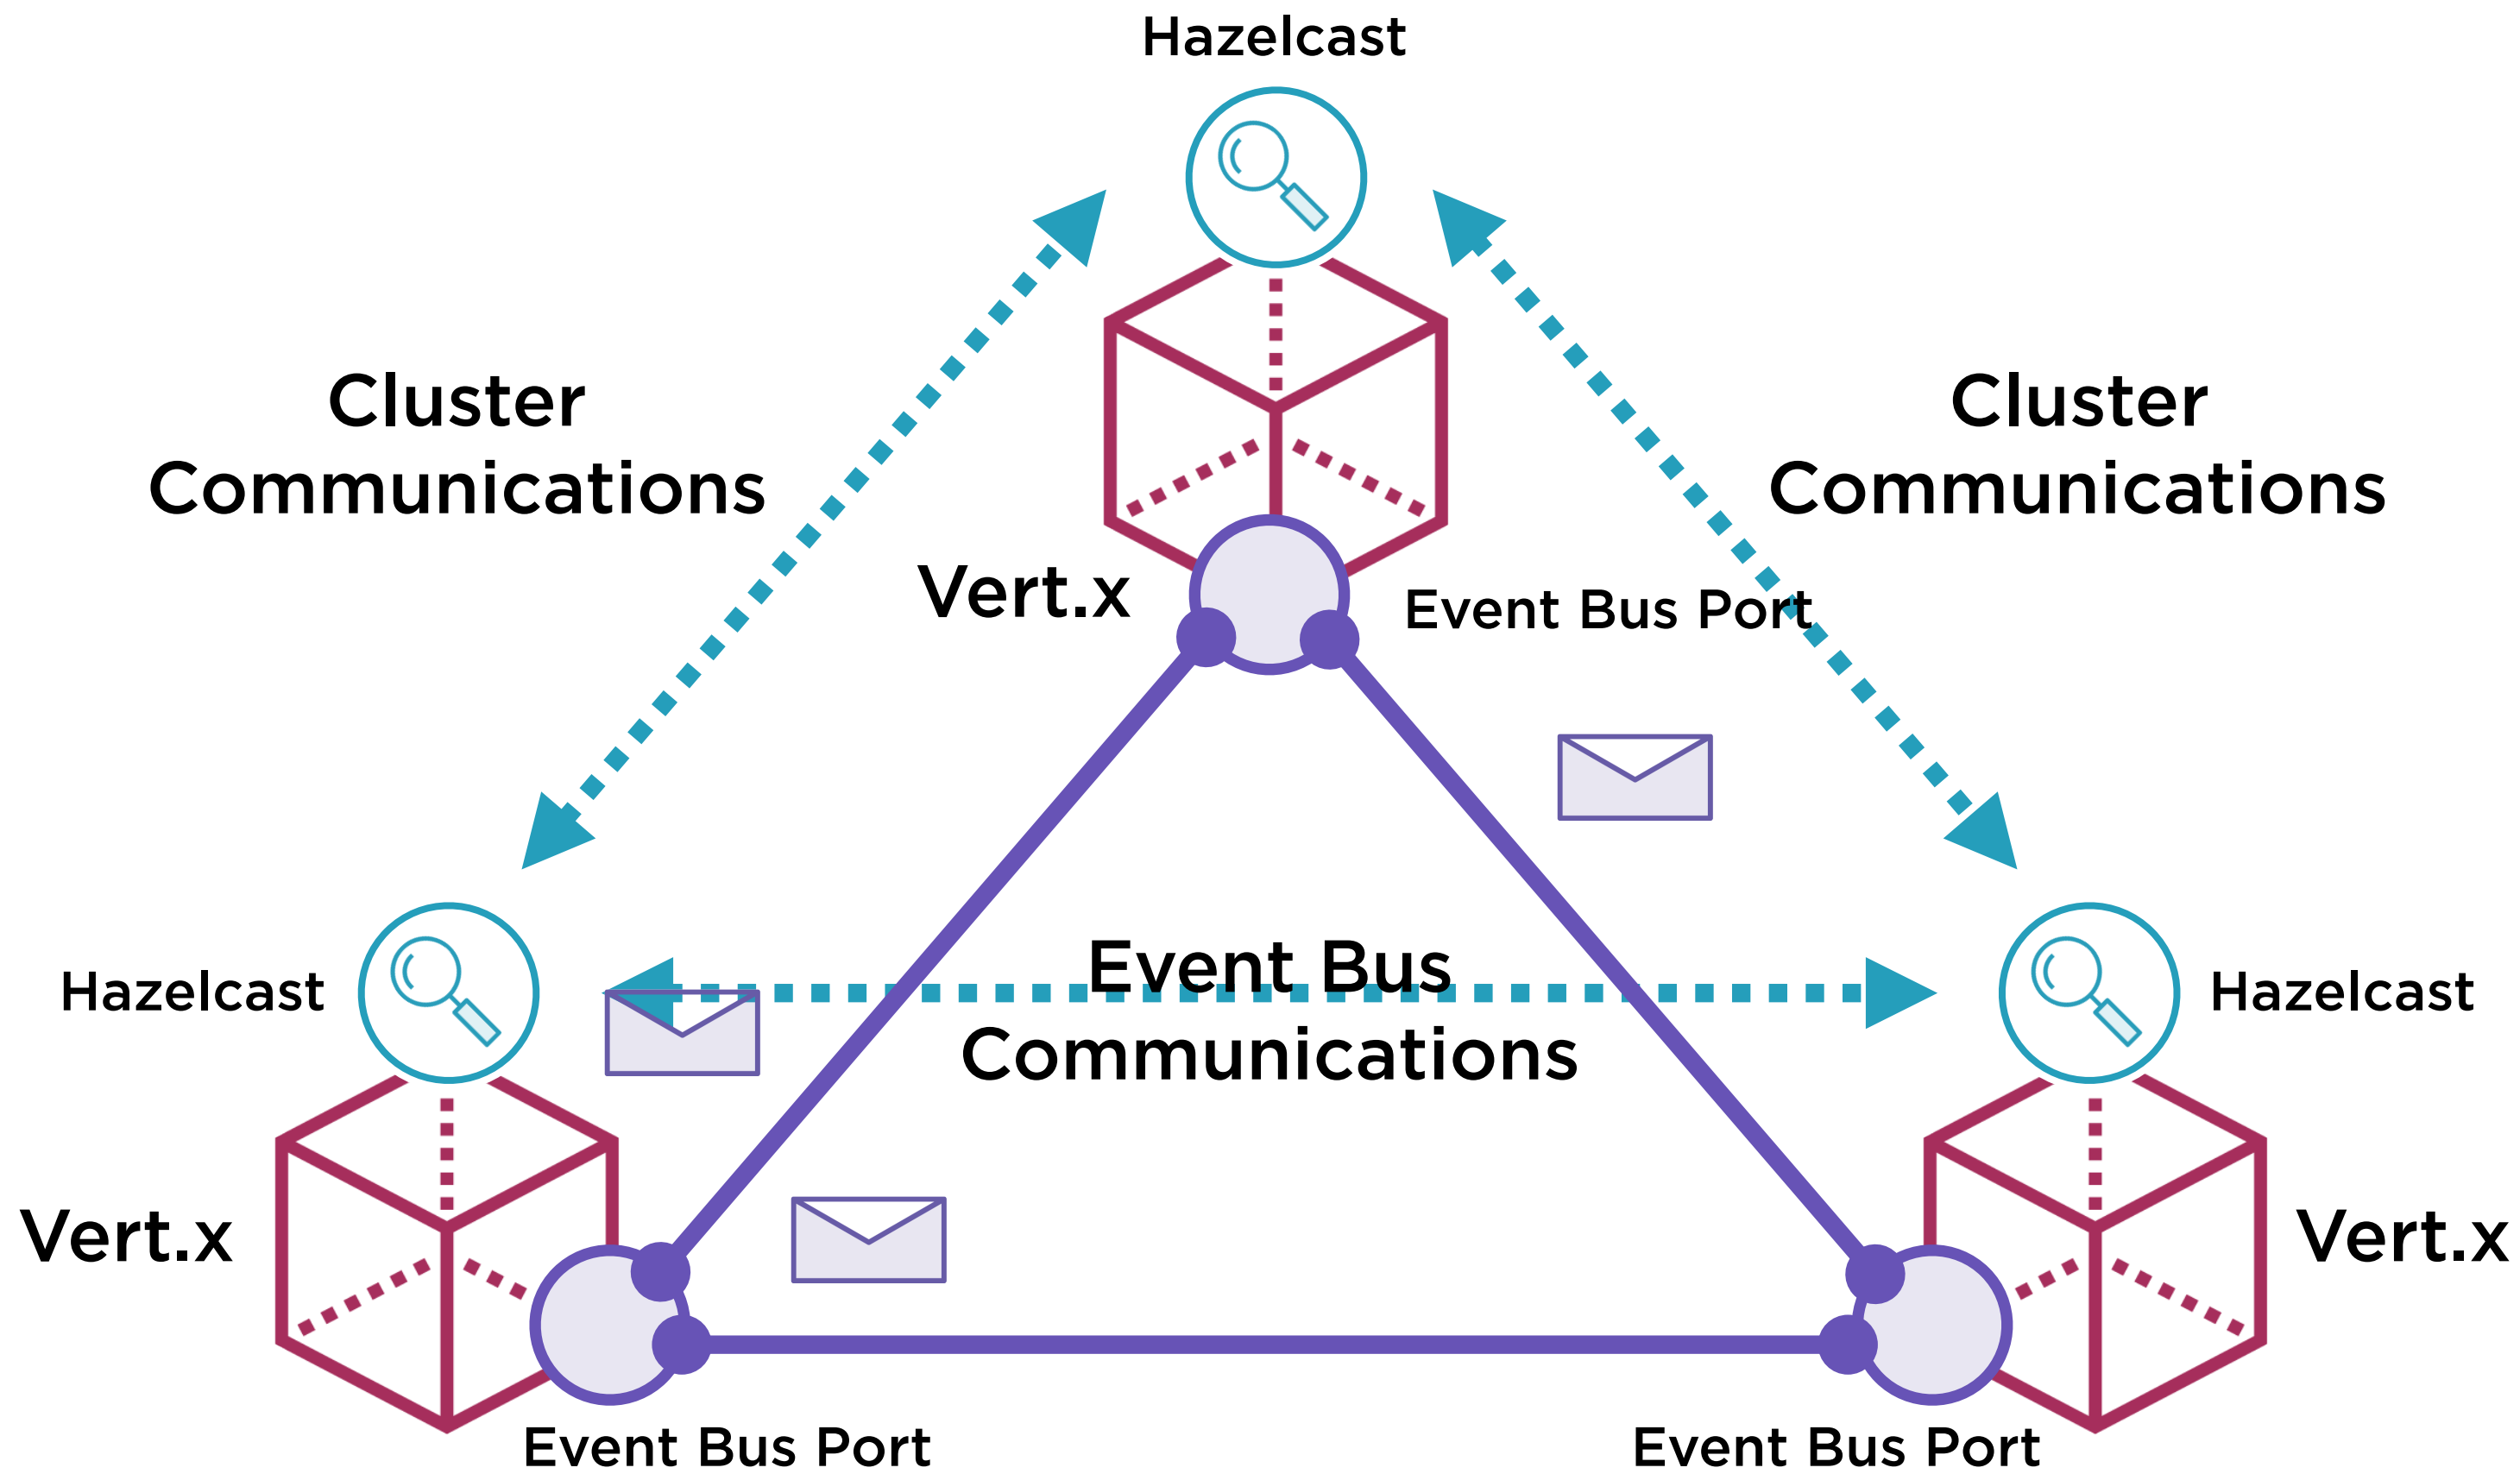 Hazelcast
Cluster
Communications
Cluster
Communications
Vert.x
Event Bus Port
Event Bus
Communications
Hazelcast
Hazelcast
Vert.x
Vert.x
Event Bus Port
Event Bus Port